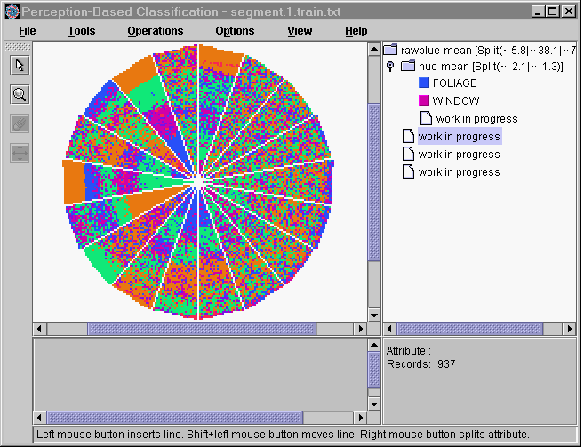 Perception-Based Classification - segment.1.train.txt
File Tools Operations Options View Help
rawblue-mean [Split(-- 5.8|-- 38.1|--7
hue-mean [Split(-- 2.1|-- 1.3)]
FOLIAGE
WINDOW
work in progress
work in progress
work in progress
work in progress
Attribute:
Records: 937
Left mouse button inserts line. Shift+left mouse button moves line. Right mouse button splits attribute.